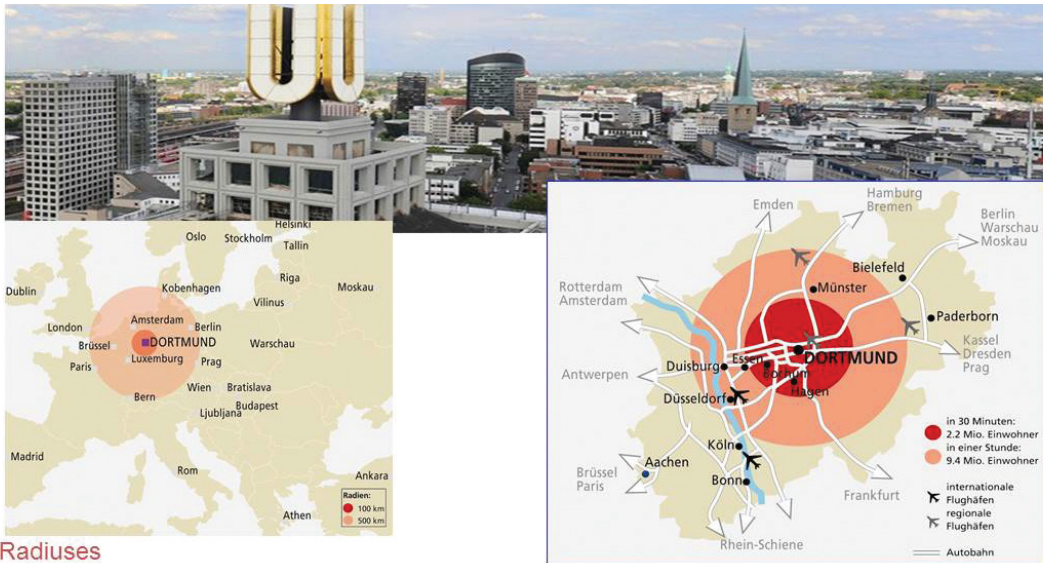 U
Helsinki
Oslo
Stockholm
Tallin
Riga
Moskau
Dublin
Kobenhagen
Vilinus
London
Amsterdam
Berlin
DORTMUND
Brüssel
Warschau
Luxemburg
Paris
Prag
Wien
Bratislava
Bern
Budapest
Ljubljana
Madrid
Rom
Ankara
Athen
Radien:
100 km
500 km
Radiuses
Hamburg
Bremen
Emden
Berlin
Warschau
Moskau
Bielefeld
Rotterdam
Amsterdam
Münster
Paderborn
Kassel
Dresden
Prag
Essen
DORTMUND
Duisburg
Bochum
Antwerpen
Hagen
Düsseldorf
in 30 Minuten:
2.2 Mio. Einwohner
in einer Stunde:
9.4 Mio. Einwohner
Köln
Aachen
Brüssel
Paris
Bonn
Frankfurt
internationale
Flughäfen
regionale
Flughäfen
Rhein-Schiene
Autobahn